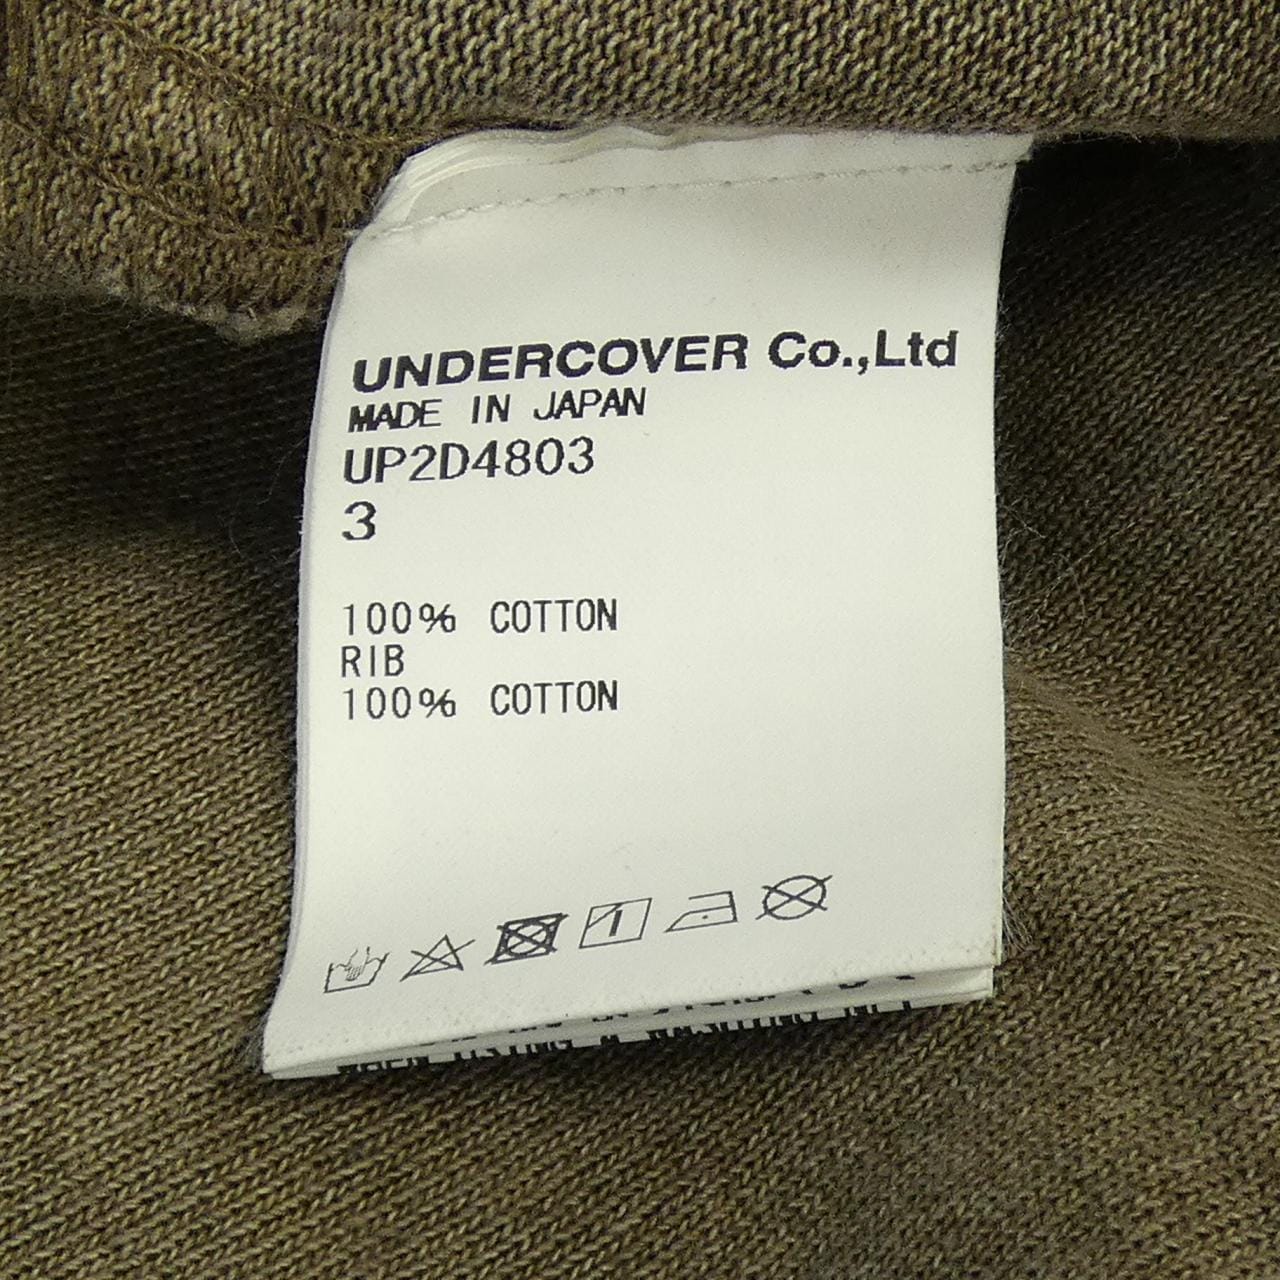 UNDERCOVER Co.,Ltd
MADE IN JAPAN
UP2D4803
3
100% COTTON
RIB
100% COTTON